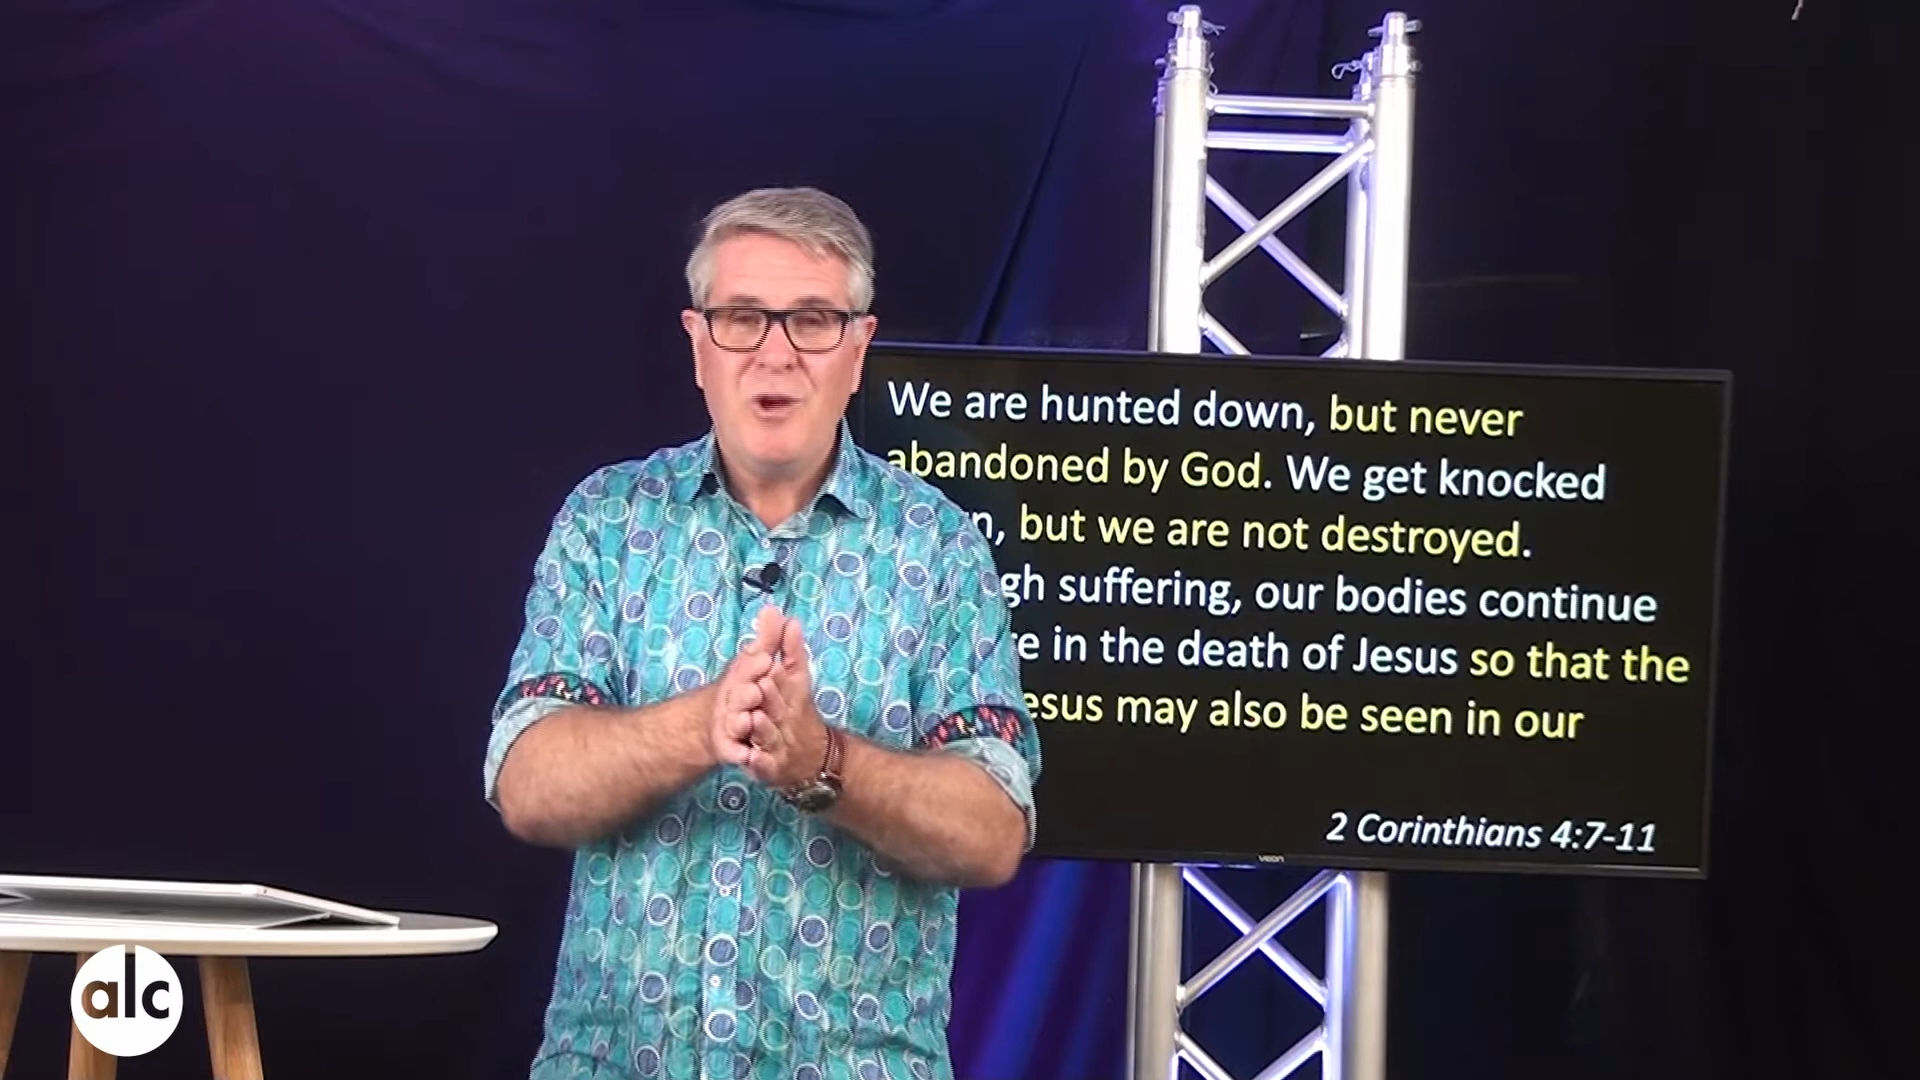 We are hunted down, but never
abandoned by God. We get knocked
but we are not destroyed.
suffering, our bodies continue
in the death of Jesus so that the
may also be seen in our
2 Corinthians 4:7-11
alc